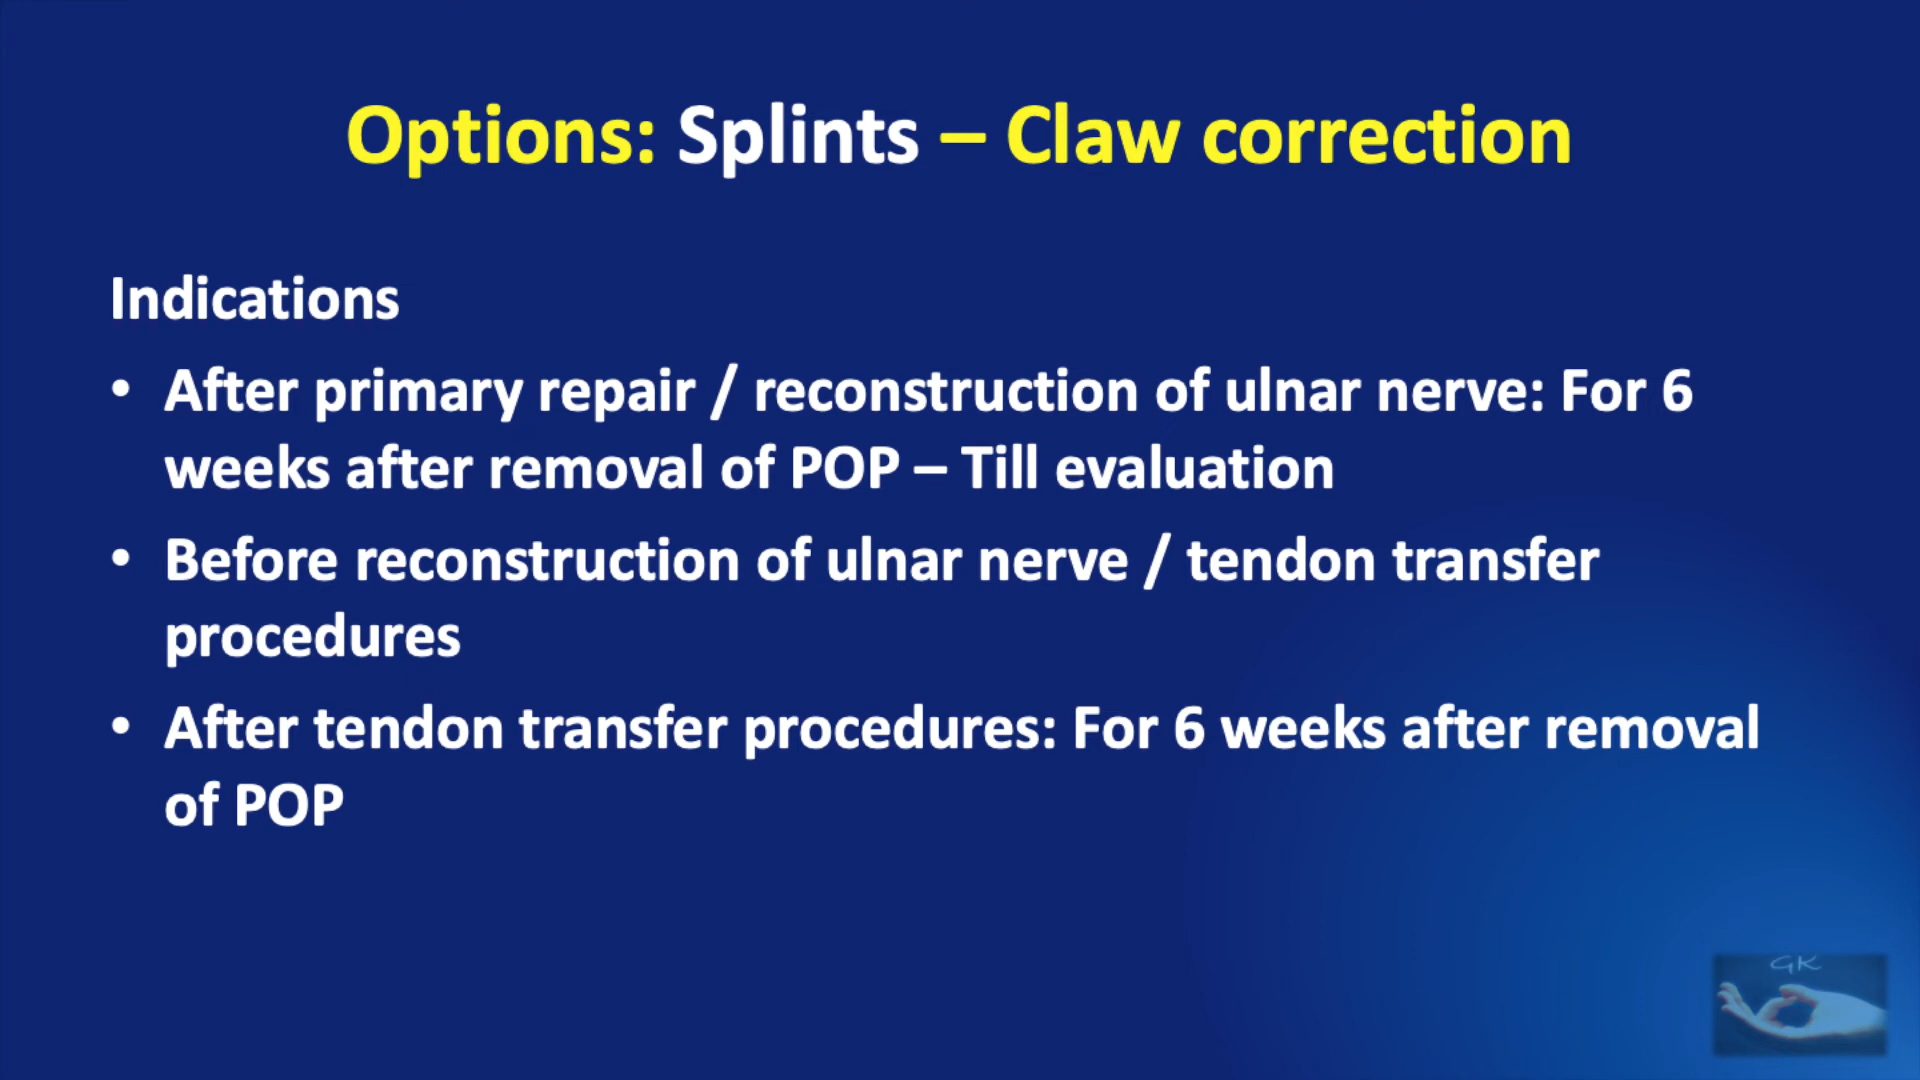 Options: Splints – Claw correction
Indications
• After primary repair / reconstruction of ulnar nerve: For 6
weeks after removal of POP – Till evaluation
• Before reconstruction of ulnar nerve / tendon transfer
procedures
• After tendon transfer procedures: For 6 weeks after removal
of POP
GK